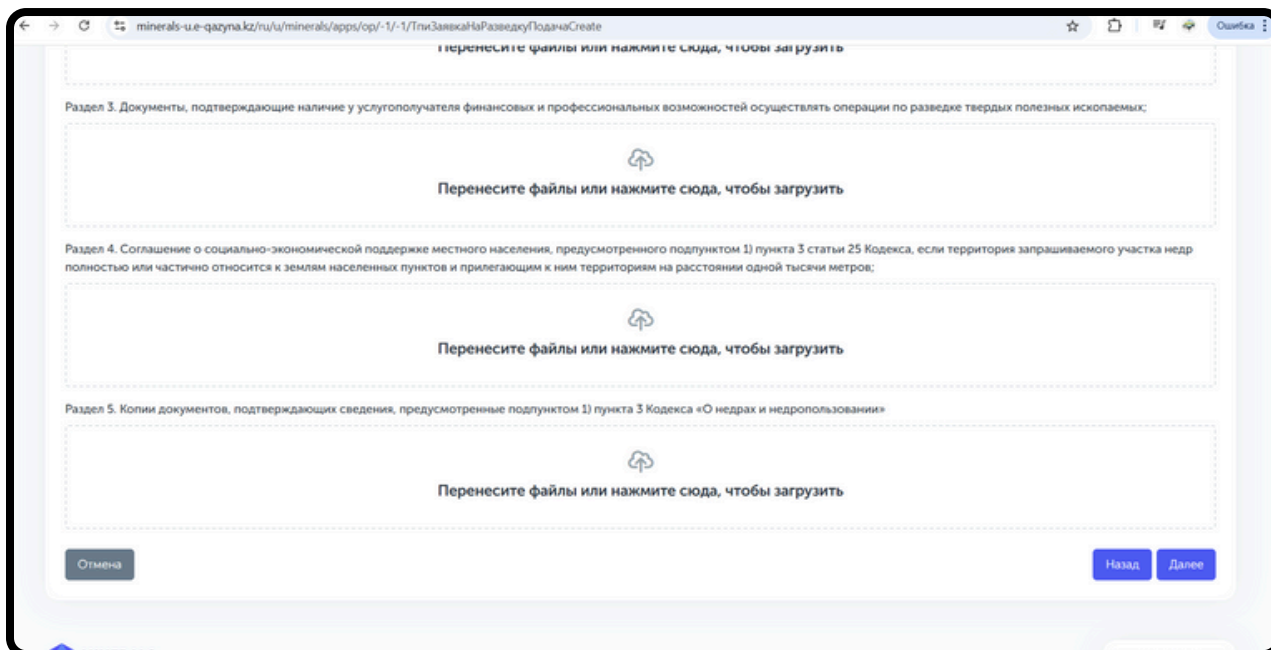 minerals-u.e-qazyna.kz/ru/u/minerals/apps/op/-1/-1/ТпиЗаявкаНаРазведкуПодачаCreate
Ошибка
Перенесите файлы или нажмите сюда, чтобы загрузить
Раздел 3. Документы, подтверждающие наличие у услугополучателя финансовых и профессиональных возможностей осуществлять операции по разведке твердых полезных ископаемых;
Перенесите файлы или нажмите сюда, чтобы загрузить
Раздел 4. Соглашение о социально-экономической поддержке местного населения, предусмотренного подпунктом 1) пункта 3 статьи 25 Кодекса, если территория запрашиваемого участка недр
полностью или частично относится к землям населенных пунктов и прилегающим к ним территориям на расстоянии одной тысячи метров;
Перенесите файлы или нажмите сюда, чтобы загрузить
Раздел 5. Копии документов, подтверждающих сведения, предусмотренные подпунктом 1) пункта 3 Кодекса «О недрах и недропользовании»
Перенесите файлы или нажмите сюда, чтобы загрузить
Отмена
Назад
Далее